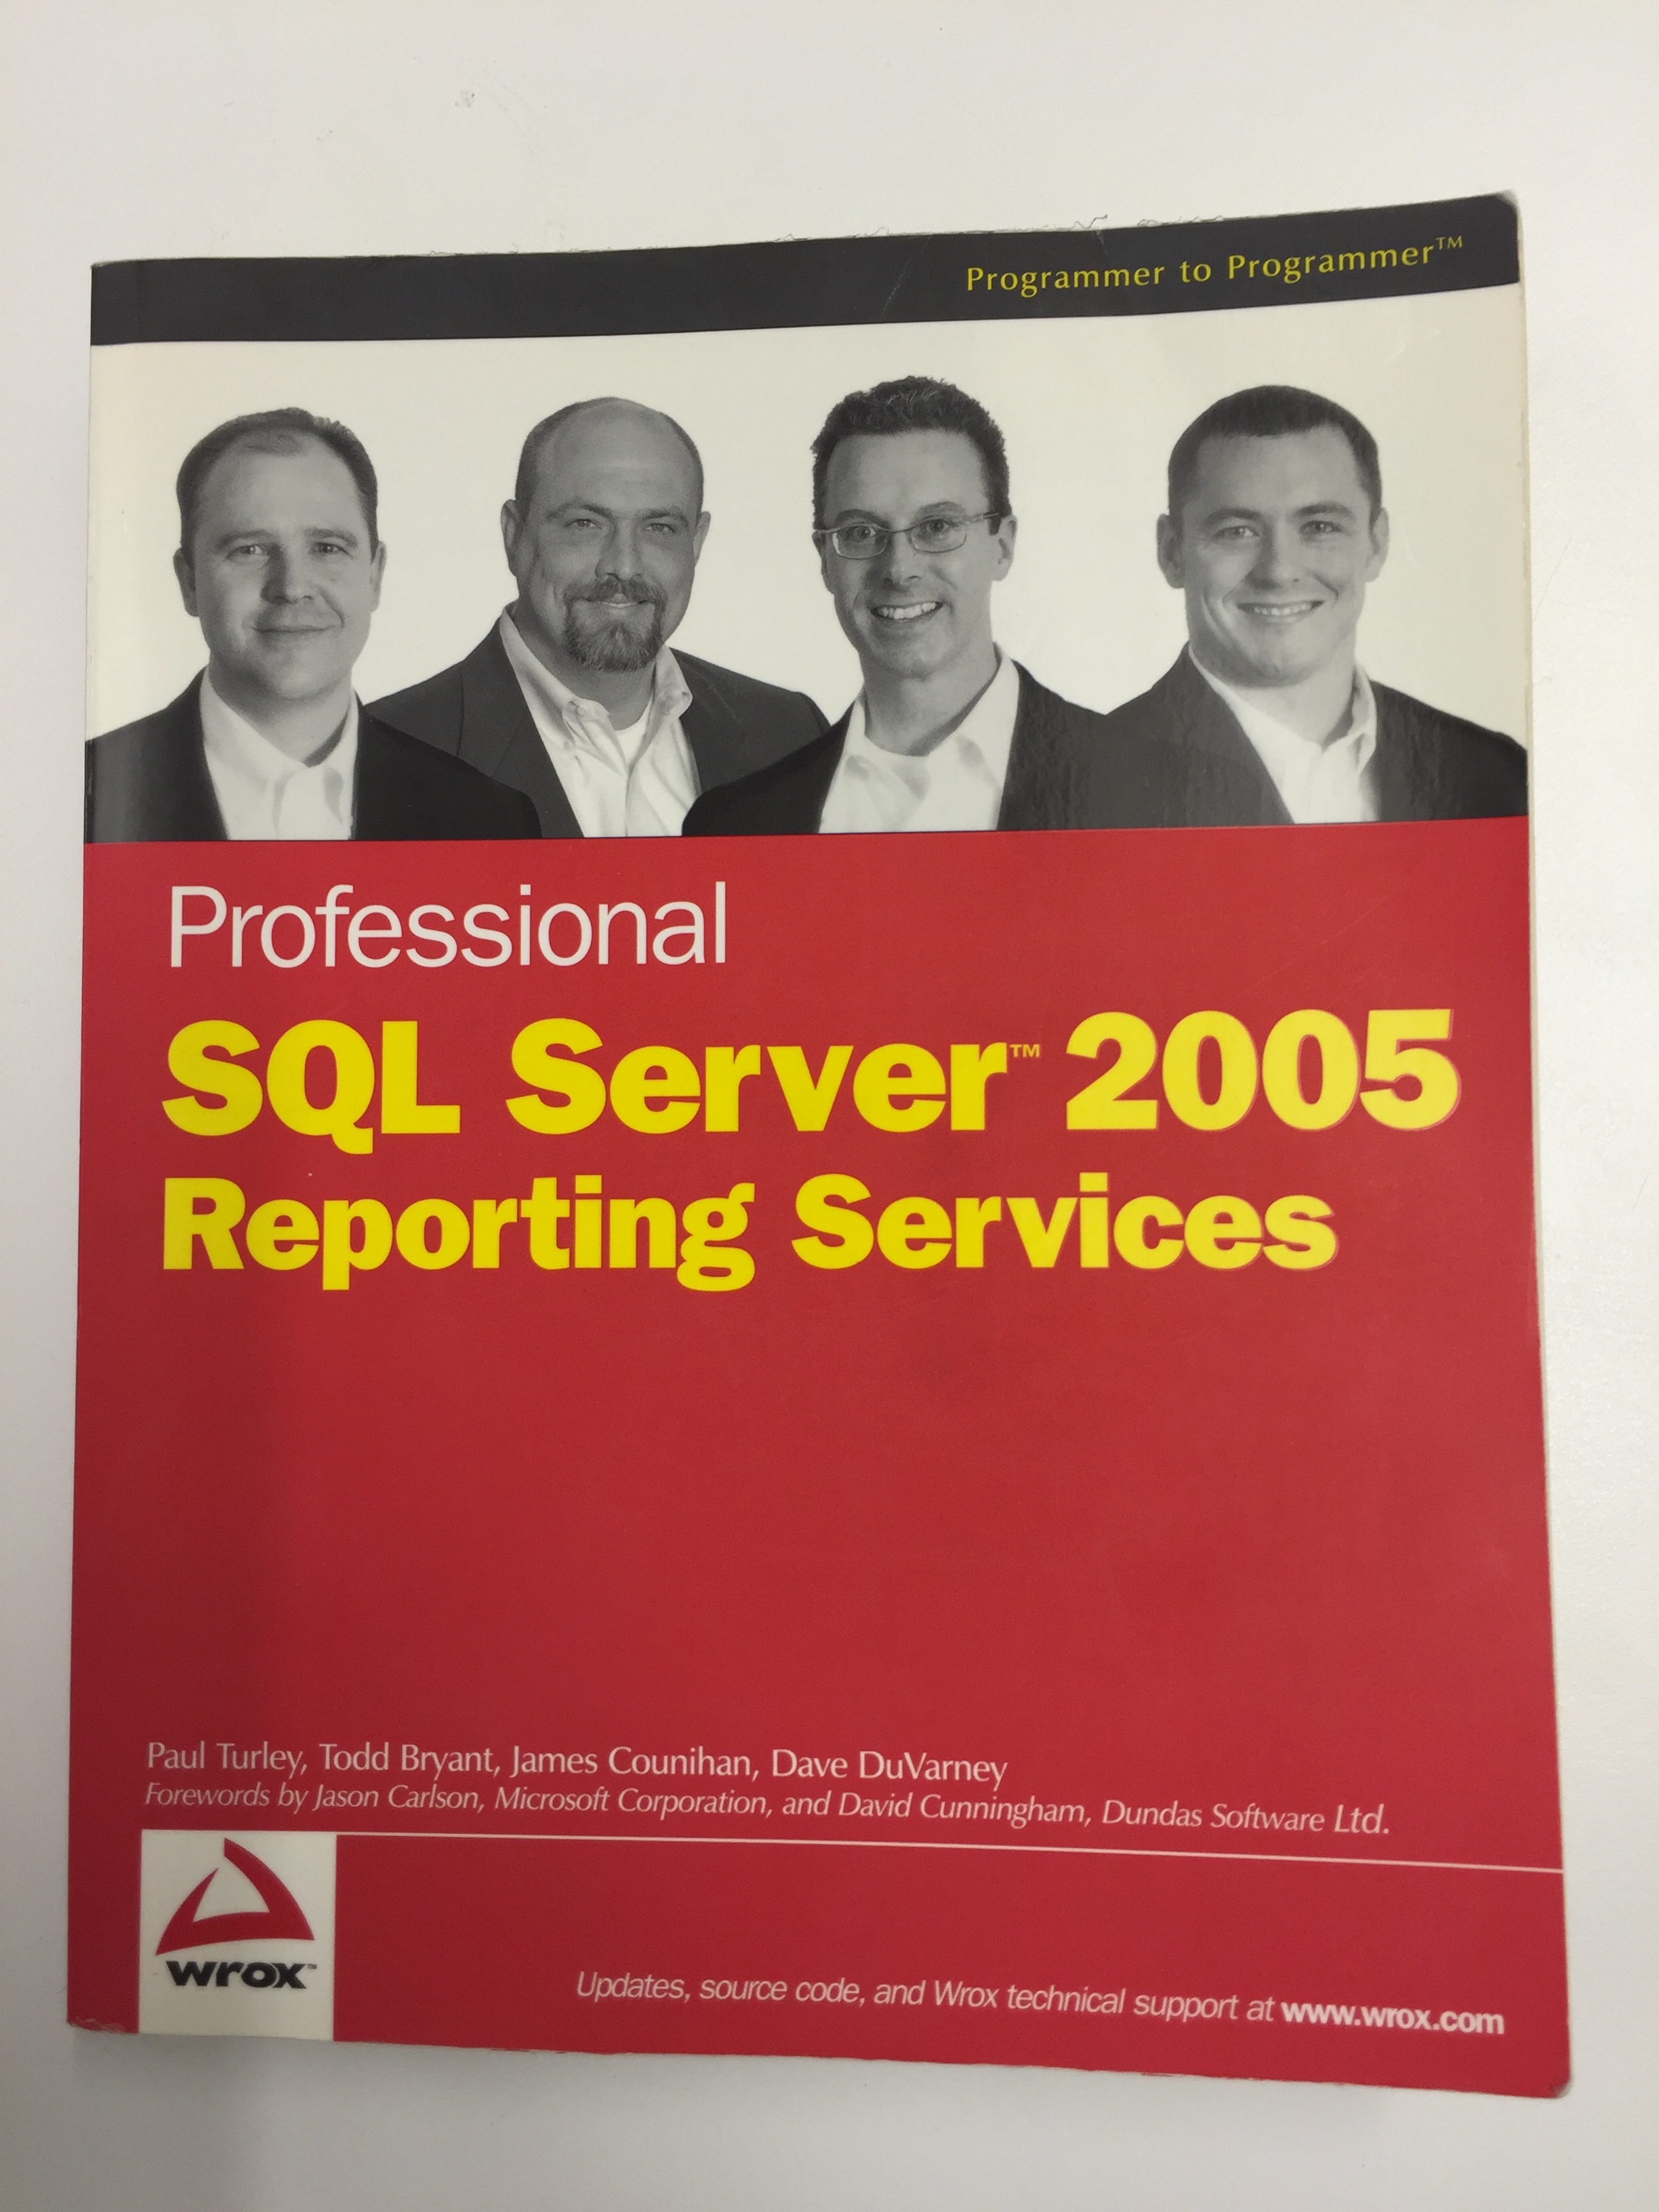 Programmer to Programmer™
Professional
SQL Server™ 2005
Reporting Services
Paul Turley, Todd Bryant, James Counihan, Dave DuVarney
Forewords by Jason Carlson, Microsoft Corporation, and David Cunningham, Dundas Software Ltd.
wrox™
Updates, source code, and Wrox technical support at www.wrox.com